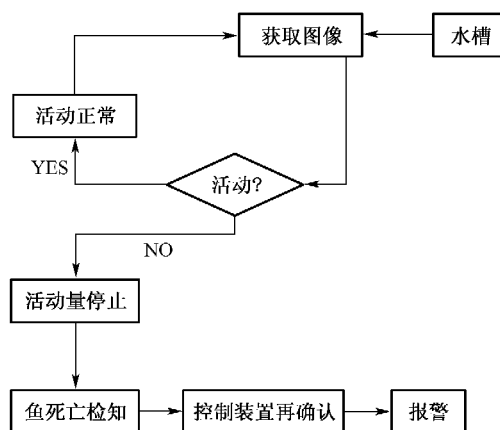 获取图像
水槽
活动正常
YES
活动?
NO
活动量停止
鱼死亡检知
控制装置再确认
报警